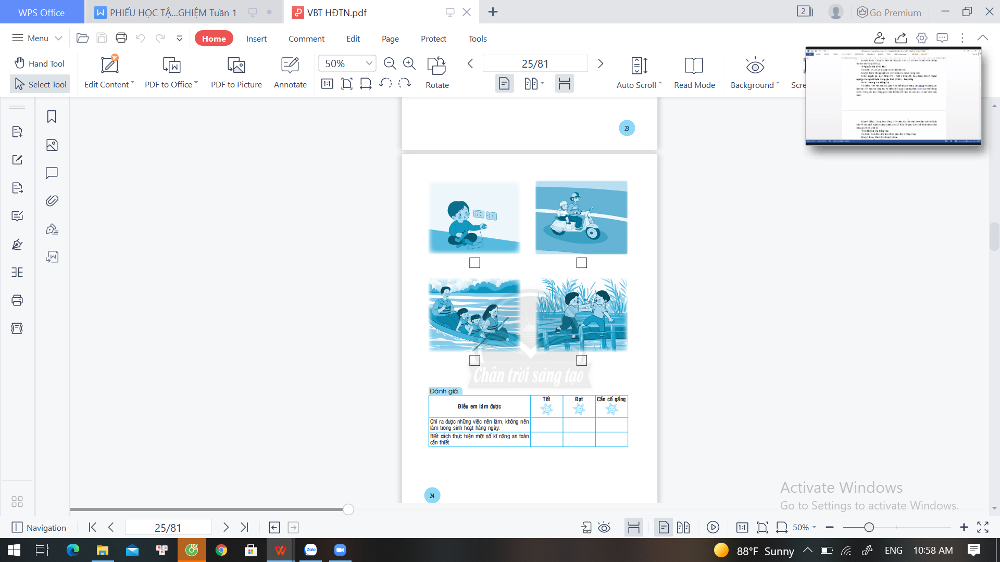 WPS Office
PHIẾU HỌC TẬ...GHIỆM Tuần 1
VBT HĐTN.pdf
2
Go Premium
Menu
Home
Insert
Comment
Edit
Page
Protect
Tools
Hand Tool
Select Tool
Edit Content
PDF to Office
PDF to Picture
Annotate
50%
1:1
Rotate
25/81
Auto Scroll
Read Mode
Background
Scre
23
Chân trời sáng tạo
Đánh giá
Điều em làm được
Tốt
Đạt
Cần cố gắng
Chỉ ra được những việc nên làm, không nên
làm trong sinh hoạt hằng ngày.
Biết cách thực hiện một số kĩ năng an toàn
cần thiết.
24
Activate Windows
Go to Settings to activate Windows.
Navigation
25/81
1:1
50%
Zalo
88°F Sunny
ENG
10:58 AM